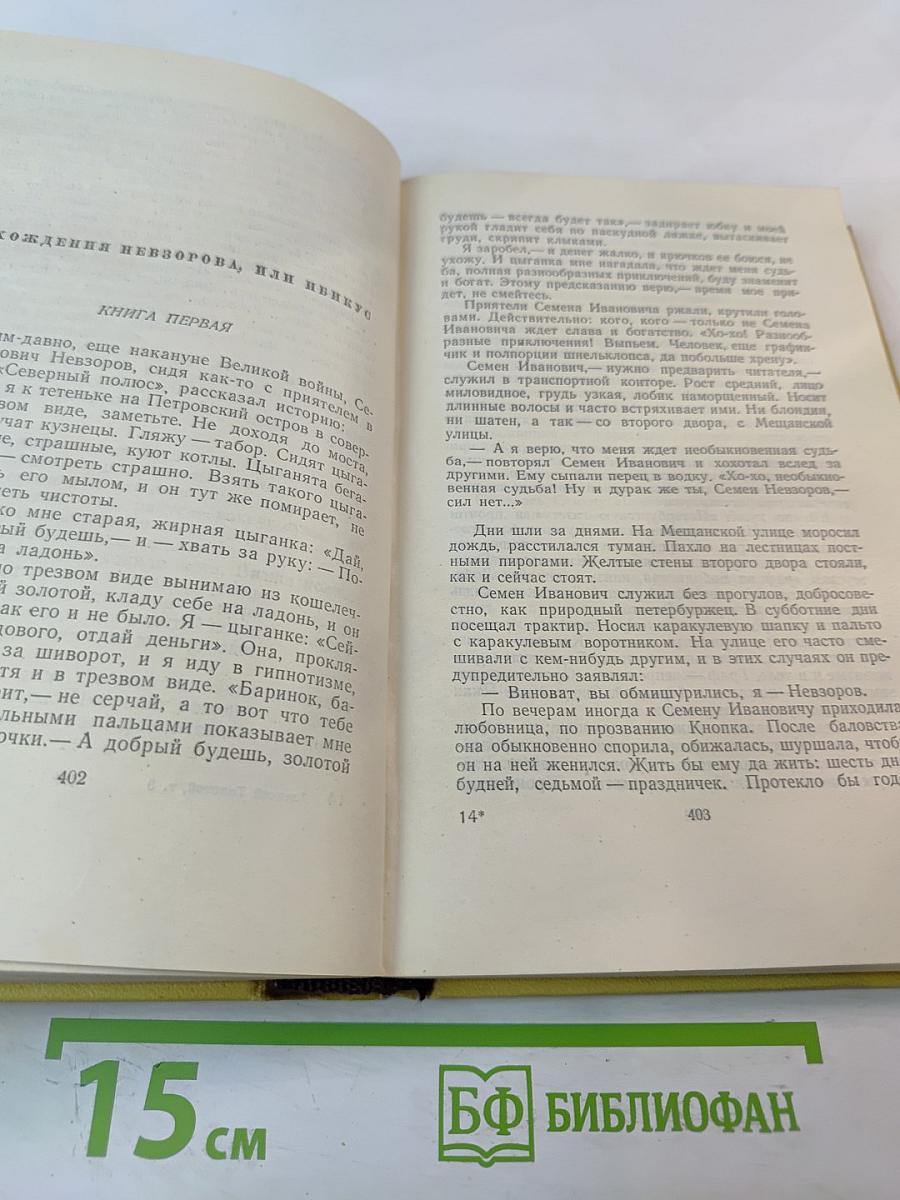 ХОЖДЕНИЯ НЕВЗОРОВА, ИЛИ ИБИКУС
КНИГА ПЕРВАЯ
им-давно, еще накануне Великой войны, Се-
ович Невзоров, сидя как-то с приятелем в
«Северный полюс», рассказал историю:
я к тетеньке на Петровский остров в совер-
вом виде, заметьте. Не доходя до моста,
учат кузнецы. Гляжу — табор. Сидят цыга-
е, страшные, куют котлы. Цыганята бега-
— смотреть страшно. Взять такого цыга-
ь его мылом, и он тут же помирает, не
еть чистоты.
ко мне старая, жирная цыганка: «Дай,
ый будешь,— и — хвать за руку: — По-
а ладонь».
о трезвом виде вынимаю из кошелеч-
й золотой, кладу себе на ладонь, и он
ак его и не было. Я — цыганке: «Сей-
дового, отдай деньги». Она, прокля-
за шиворот, и я иду в гипнотизме,
тя и в трезвом виде. «Баринок, ба-
рит,— не серчай, а то вот что тебе
льными пальцами показывает мне
очки.— А добрый будешь, золотой
402
будешь — всегда будет так»,— задирает юбку и моей
рукой гладит себя по паскудной ляжке, вытаскивает
груди, скрипит клыками.
Я заробел,— и денег жалко, и крючков ее боюсь, не
ухожу. И цыганка мне нагадала, что ждет меня судь-
ба, полная разнообразных приключений, буду знаменит
и богат. Этому предсказанию верю,— время мое при-
дет, не смейтесь.
Приятели Семена Ивановича ржали, крутили голо-
вами. Действительно: кого, кого — только не Семена
Ивановича ждет слава и богатство. «Хо-хо! Разнооб-
разные приключения! Выпьем. Человек, еще графин-
чик и полпорции шнельклопса, да побольше хрену».
Семен Иванович,— нужно предварить читателя,—
служил в транспортной конторе. Рост средний, лицо
миловидное, грудь узкая, лобик наморщенный. Носит
длинные волосы и часто встряхивает ими. Ни блондин,
ни шатен, а так — со второго двора, с Мещанской
улицы.
— А я верю, что меня ждет необыкновенная судь-
ба,— повторял Семен Иванович и хохотал вслед за
другими. Ему сыпали перец в водку. «Хо-хо, необыкно-
венная судьба! Ну и дурак же ты, Семен Невзоров,—
сил нет...»
Дни шли за днями. На Мещанской улице моросил
дождь, расстилался туман. Пахло на лестницах пост-
ными пирогами. Желтые стены второго двора стояли,
как и сейчас стоят.
Семен Иванович служил без прогулов, добросове-
стно, как природный петербуржец. В субботние дни
посещал трактир. Носил каракулевую шапку и пальто
с каракулевым воротником. На улице его часто сме-
шивали с кем-нибудь другим, и в этих случаях он пре-
дупредительно заявлял:
— Виноват, вы обмишурились, я — Невзоров.
По вечерам иногда к Семену Ивановичу приходила
любовница, по прозванию Кнопка. После баловства
она обыкновенно спорила, обижалась, шуршала, чтоб
он на ней женился. Жить бы ему да жить: шесть дн
будней, седьмой — праздничек. Протекло бы год
14*
403
15 см
БФ БИБЛИОФАН